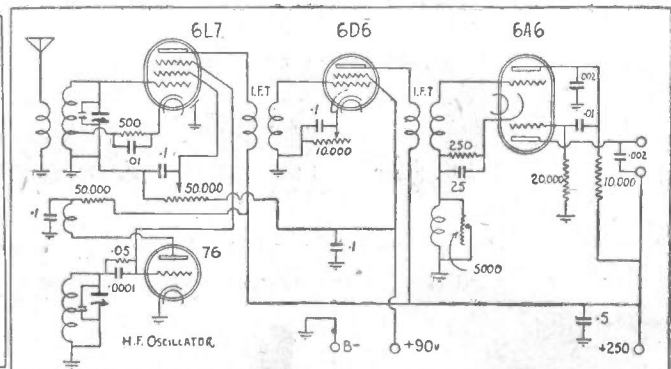 6L7
6D6
6A6
I.F.T
I.F.T
.002
.01
500
.01
.1
.1
10.000
250
25
.002
20.000
10.000
50.000
50.000
.1
.1
76
.05
.0001
5000
.5
H.F. OSCILLATOR
B-
+90v
+250